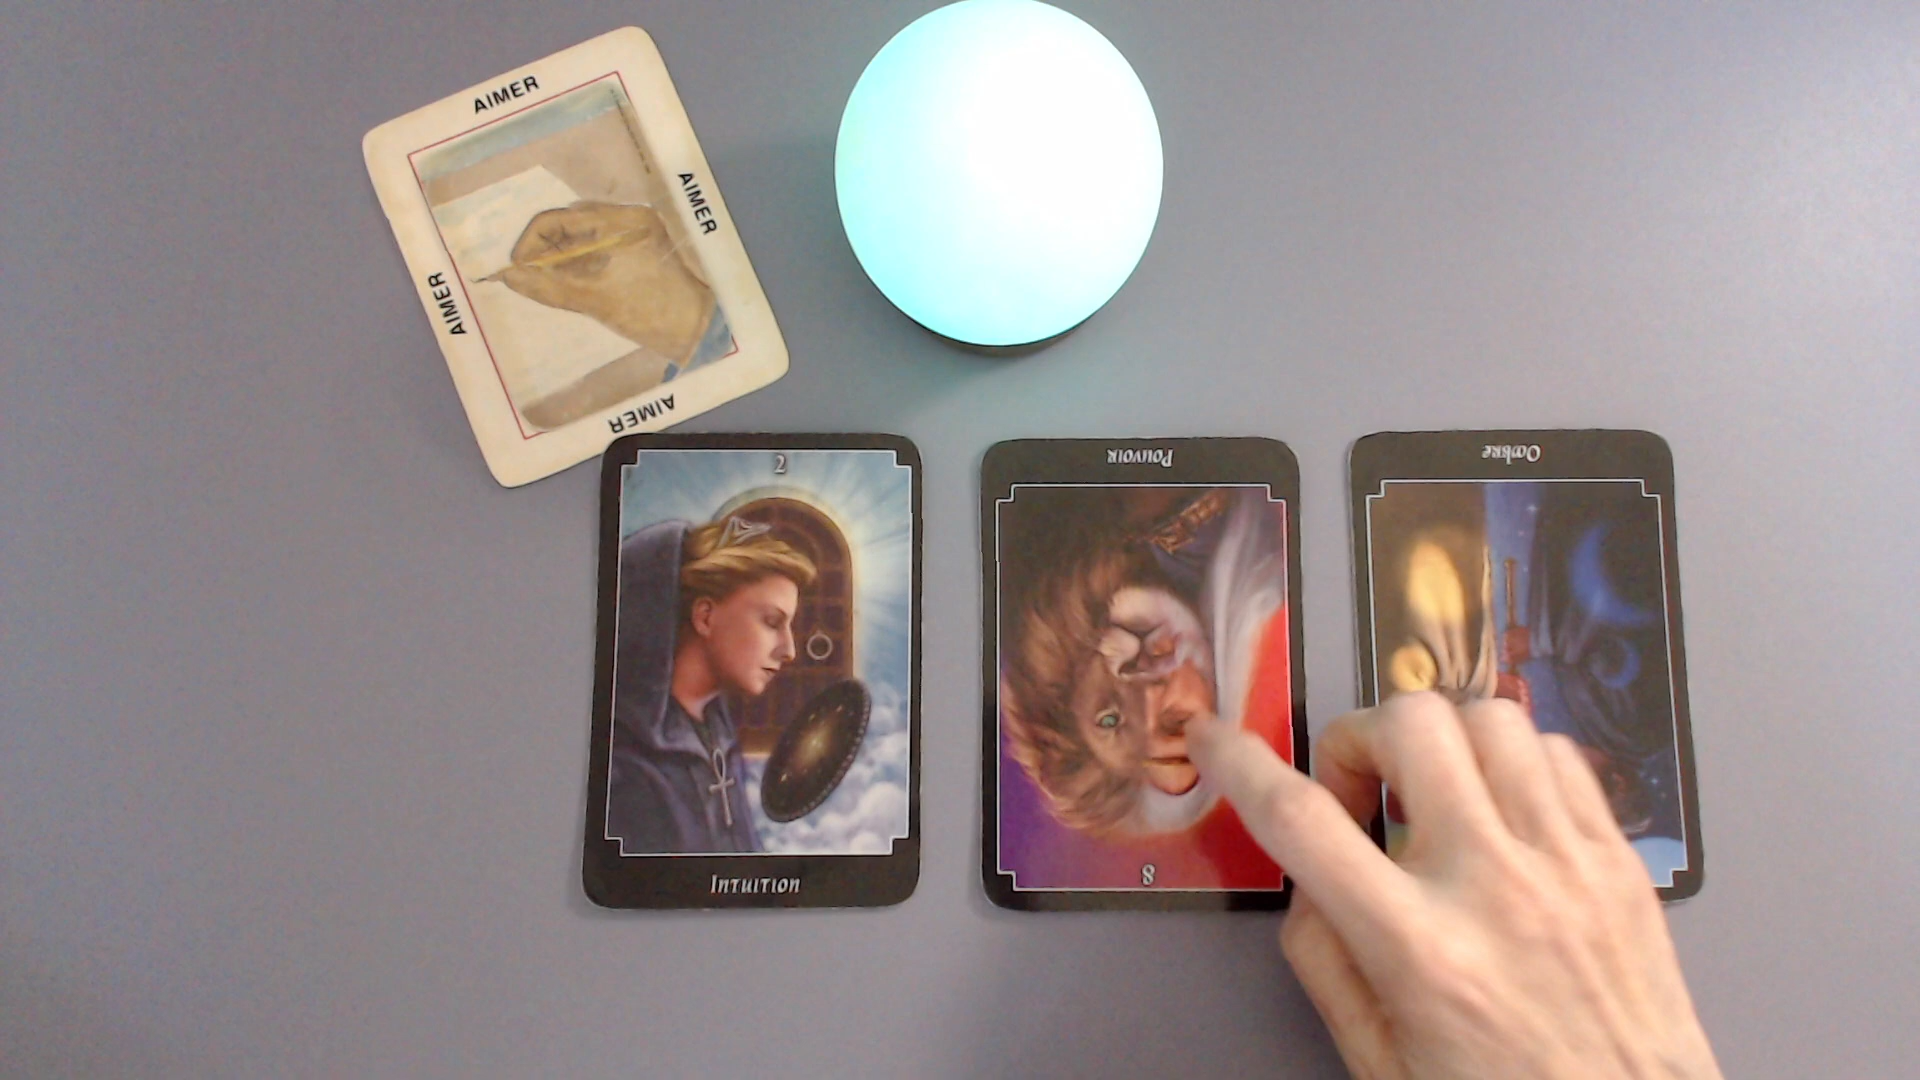 AIMER
AIMER
AIMER
AIMER
2
Intuition
Pouvoir
8
Ombre